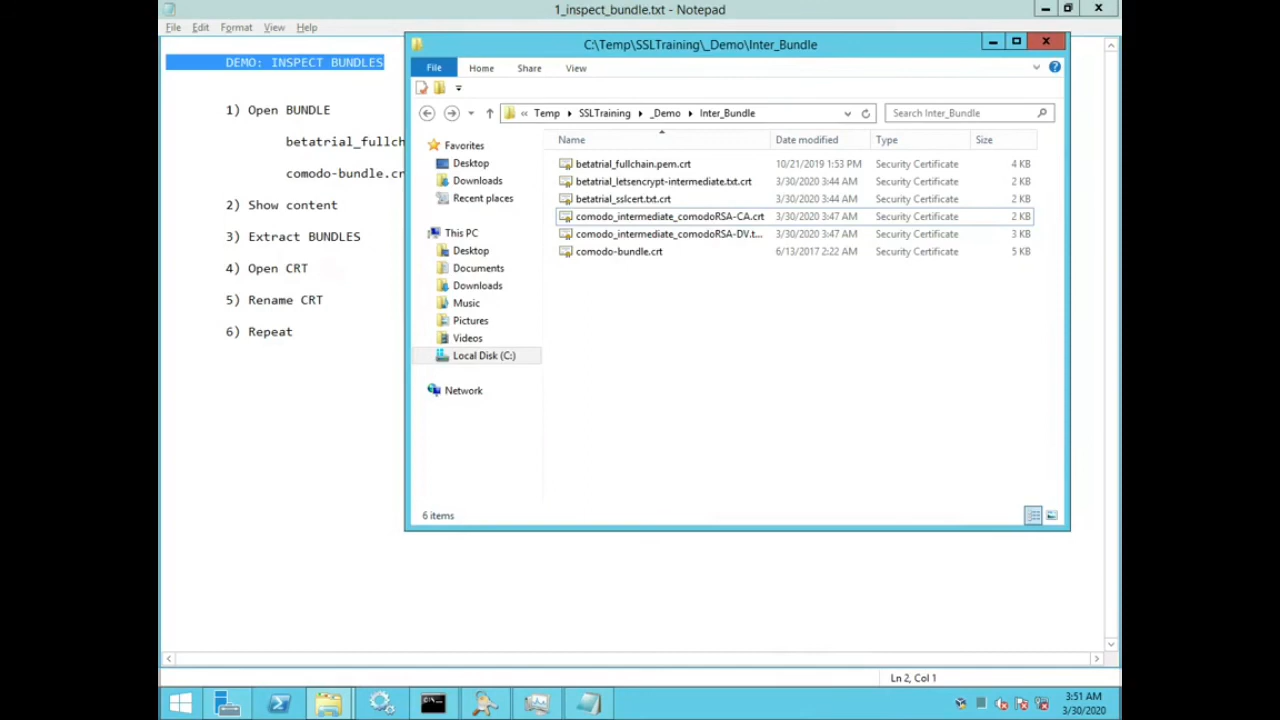 1_inspect_bundle.txt - Notepad
File Edit Format View Help
DEMO: INSPECT BUNDLES
1) Open BUNDLE
betatrial_fullch
comodo-bundle.cr
2) Show content
3) Extract BUNDLES
4) Open CRT
5) Rename CRT
6) Repeat
C:\Temp\SSLTraining\_Demo\Inter_Bundle
File Home Share View
« Temp SSLTraining _Demo Inter_Bundle Search Inter_Bundle
Favorites
Desktop
Downloads
Recent places
This PC
Desktop
Documents
Downloads
Music
Pictures
Videos
Local Disk (C:)
Network
Name Date modified Type Size
betatrial_fullchain.pem.crt 10/21/2019 1:53 PM Security Certificate 4 KB
betatrial_letsencrypt-intermediate.txt.crt 3/30/2020 3:44 AM Security Certificate 2 KB
betatrial_sslcert.txt.crt 3/30/2020 3:44 AM Security Certificate 2 KB
comodo_intermediate_comodoRSA-CA.crt 3/30/2020 3:47 AM Security Certificate 2 KB
comodo_intermediate_comodoRSA-DV.t... 3/30/2020 3:47 AM Security Certificate 3 KB
comodo-bundle.crt 6/13/2017 2:22 AM Security Certificate 5 KB
6 items
Ln 2, Col 1
3:51 AM
3/30/2020